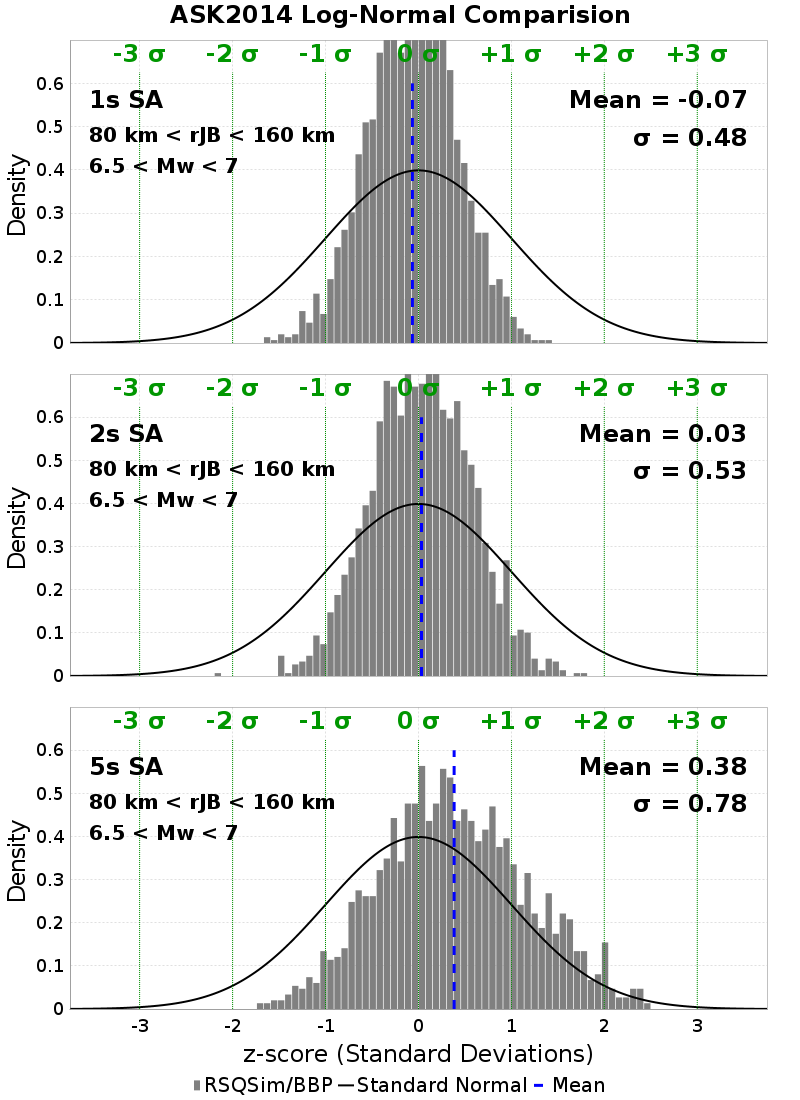 ASK2014 Log-Normal Comparision
-3 σ -2 σ -1 σ 0 σ +1 σ +2 σ +3 σ
0.6
0.5
0.4
0.3
0.2
0.1
0
Density
1s SA
80 km < rJB < 160 km
6.5 < Mw < 7
Mean = -0.07
σ = 0.48
-3 σ -2 σ -1 σ 0 σ +1 σ +2 σ +3 σ
0.6
0.5
0.4
0.3
0.2
0.1
0
Density
2s SA
80 km < rJB < 160 km
6.5 < Mw < 7
Mean = 0.03
σ = 0.53
-3 σ -2 σ -1 σ 0 σ +1 σ +2 σ +3 σ
0.6
0.5
0.4
0.3
0.2
0.1
0
Density
5s SA
80 km < rJB < 160 km
6.5 < Mw < 7
Mean = 0.38
σ = 0.78
-3 -2 -1 0 1 2 3
z-score (Standard Deviations)
RSQSim/BBP Standard Normal Mean